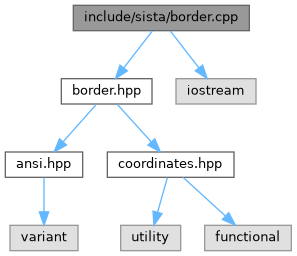 include/sista/border.cpp
border.hpp
iostream
ansi.hpp
coordinates.hpp
variant
utility
functional